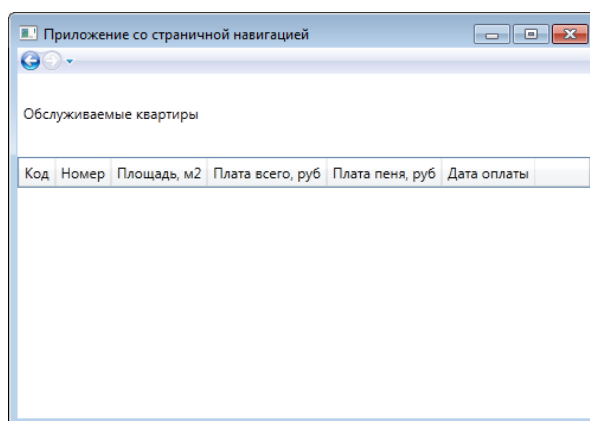 Приложение со страничной навигацией
Обслуживаемые квартиры
Код Номер Площадь, м2 Плата всего, руб Плата пеня, руб Дата оплаты